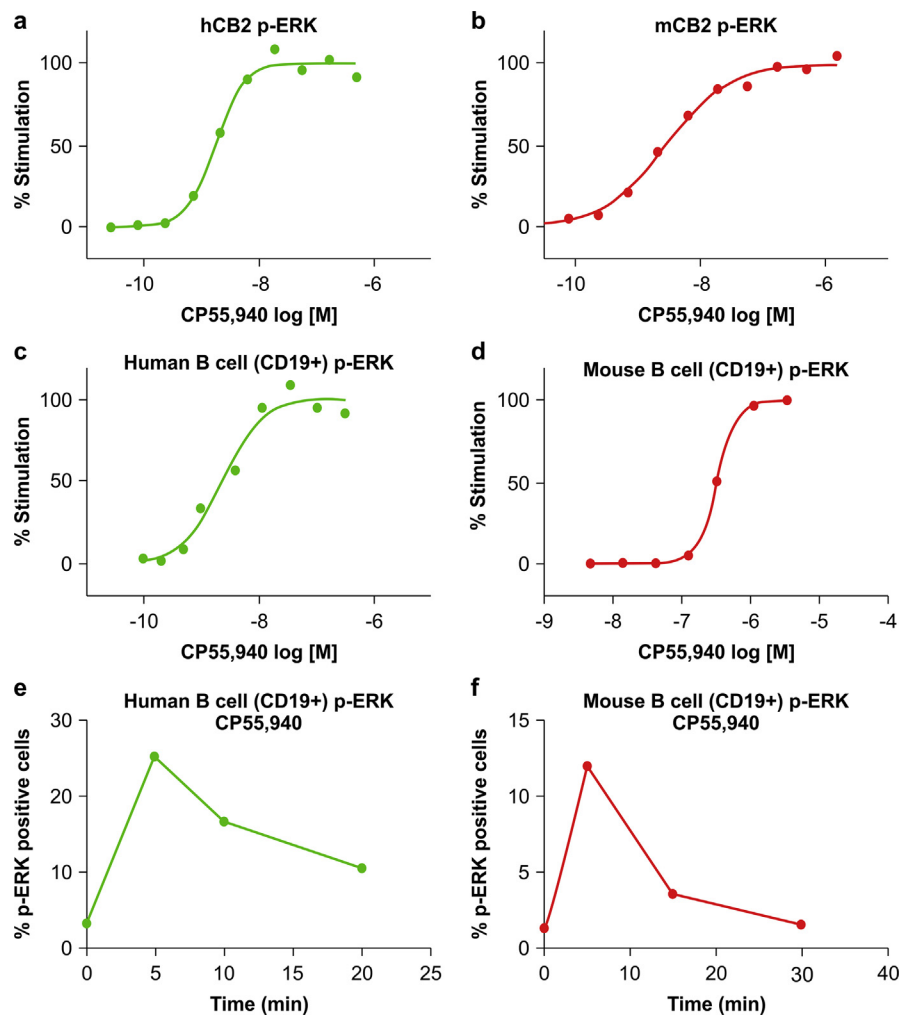 a
hCB2 p-ERK
% Stimulation
100
50
0
-10
-8
-6
CP55,940 log [M]
b
mCB2 p-ERK
% Stimulation
100
50
0
-10
-8
-6
CP55,940 log [M]
c
Human B cell (CD19+) p-ERK
% Stimulation
100
50
0
-10
-8
-6
CP55,940 log [M]
d
Mouse B cell (CD19+) p-ERK
% Stimulation
100
50
0
-9
-8
-7
-6
-5
-4
CP55,940 log [M]
e
Human B cell (CD19+) p-ERK
CP55,940
% p-ERK positive cells
30
20
10
0
0
5
10
15
20
25
Time (min)
f
Mouse B cell (CD19+) p-ERK
CP55,940
% p-ERK positive cells
15
10
5
0
0
10
20
30
40
Time (min)